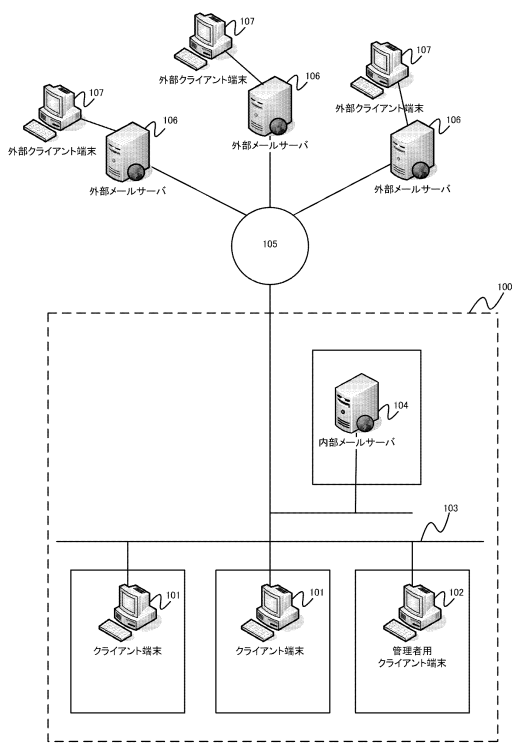 107
外部クライアント端末
107
外部クライアント端末
107
外部クライアント端末
106
外部メールサーバ
106
外部メールサーバ
106
外部メールサーバ
105
100
104
内部メールサーバ
103
101
クライアント端末
101
クライアント端末
102
管理者用
クライアント端末